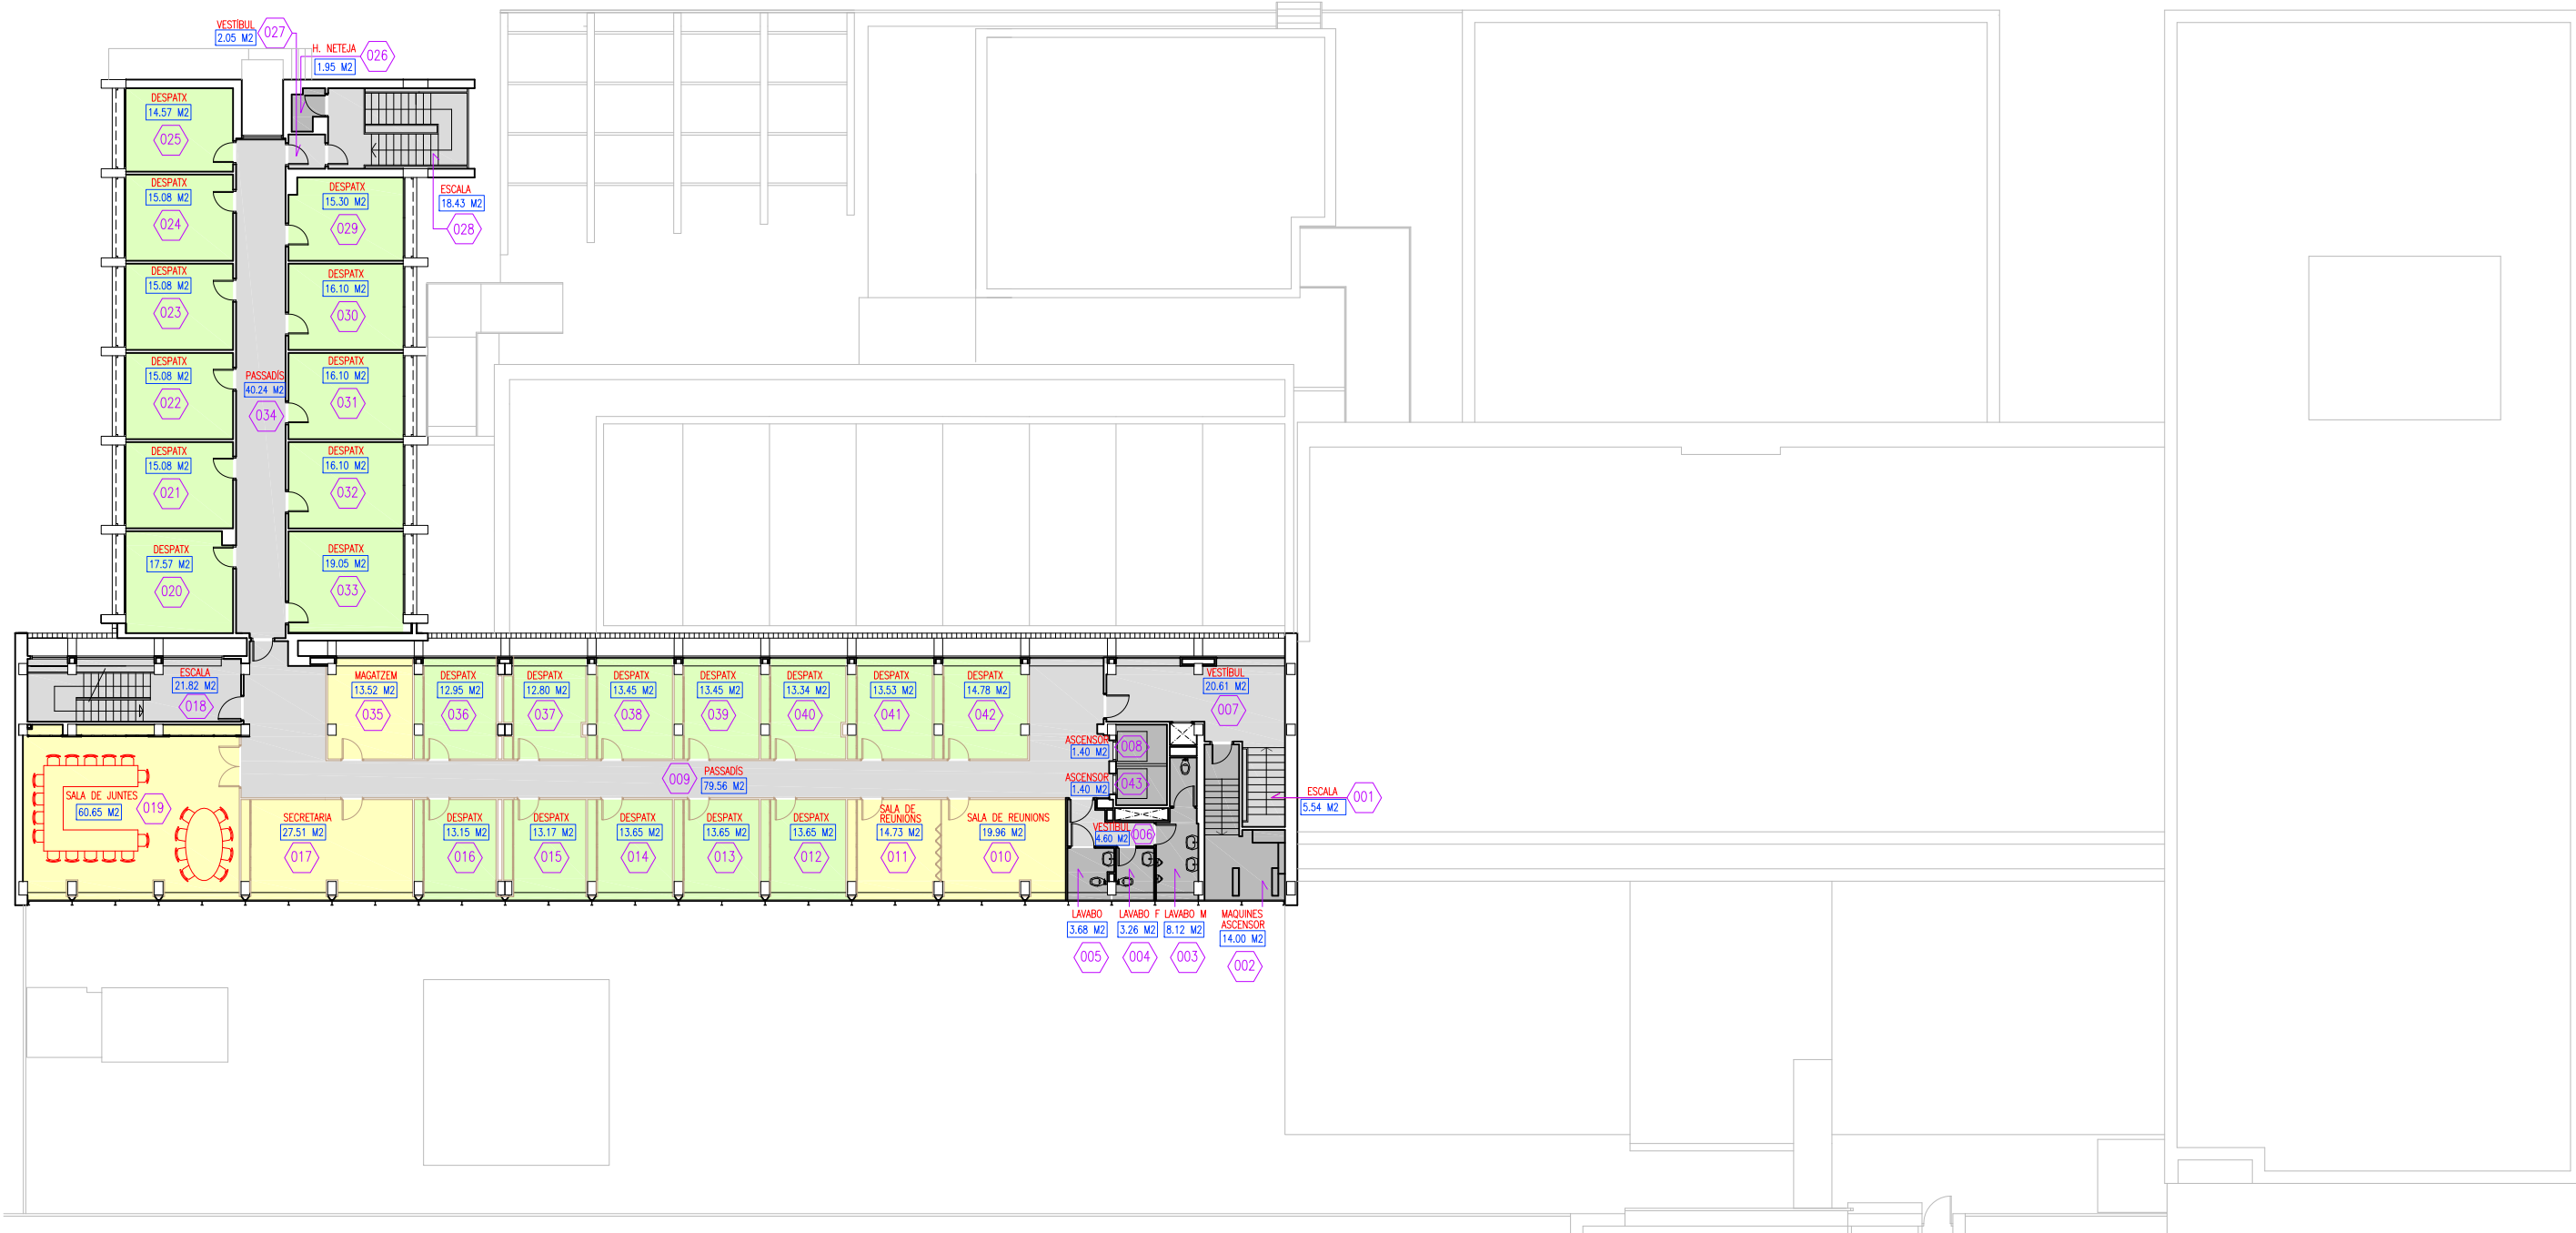 VESTÍBUL
2.05 M2
027
H. NETEJA
1.95 M2
026
DESPATX
14.57 M2
025
DESPATX
15.08 M2
024
DESPATX
15.30 M2
029
ESCALA
18.43 M2
028
DESPATX
15.08 M2
023
DESPATX
16.10 M2
030
DESPATX
15.08 M2
022
PASSADÍS
40.24 M2
034
DESPATX
16.10 M2
031
DESPATX
15.08 M2
021
DESPATX
16.10 M2
032
DESPATX
17.57 M2
020
DESPATX
19.05 M2
033
ESCALA
21.82 M2
018
MAGATZEM
13.52 M2
035
DESPATX
12.95 M2
036
DESPATX
12.80 M2
037
DESPATX
13.45 M2
038
DESPATX
13.45 M2
039
DESPATX
13.34 M2
040
DESPATX
13.53 M2
041
DESPATX
14.78 M2
042
VESTÍBUL
20.61 M2
007
ASCENSOR
1.40 M2
008
ASCENSOR
1.40 M2
043
009
PASSADÍS
79.56 M2
SALA DE JUNTES
60.65 M2
019
SECRETARIA
27.51 M2
017
DESPATX
13.15 M2
016
DESPATX
13.17 M2
015
DESPATX
13.65 M2
014
DESPATX
13.65 M2
013
DESPATX
13.65 M2
012
SALA DE
REUNIONS
14.73 M2
011
SALA DE REUNIONS
19.96 M2
010
VESTÍBUL
4.60 M2
006
ESCALA
5.54 M2
001
LAVABO
3.68 M2
005
LAVABO F
3.26 M2
004
LAVABO M
8.12 M2
003
MAQUINES
ASCENSOR
14.00 M2
002